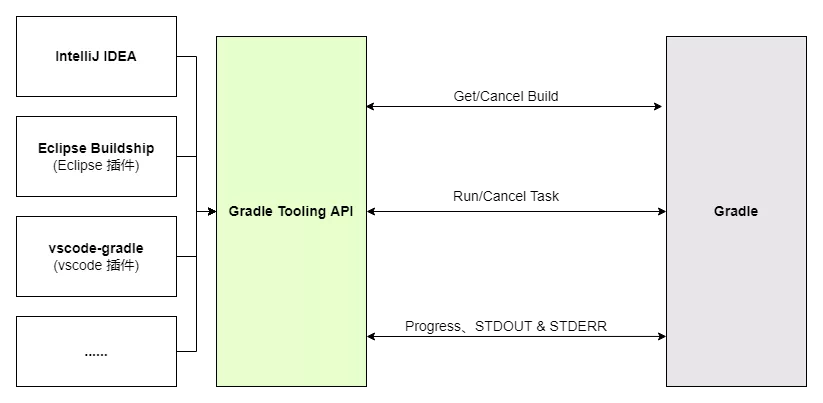 IntelliJ IDEA
Eclipse Buildship
(Eclipse 插件)
vscode-gradle
(vscode 插件)
......
Gradle Tooling API
Get/Cancel Build
Run/Cancel Task
Progress、STDOUT & STDERR
Gradle